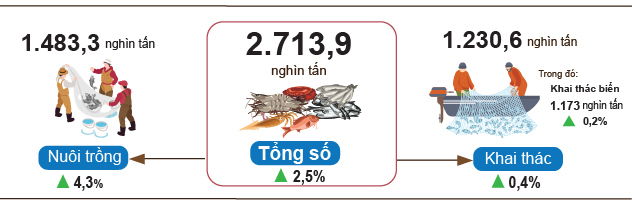 1.483,3 nghìn tấn
Nuôi trồng
▲ 4,3%
2.713,9
nghìn tấn
Tổng số
▲ 2,5%
1.230,6 nghìn tấn
Trong đó:
Khai thác biển
1.173 nghìn tấn
▲ 0,2%
Khai thác
▲ 0,4%